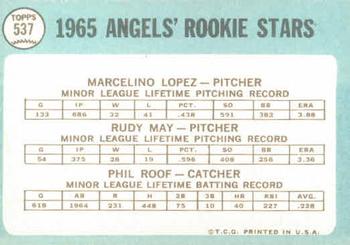 TOPPS
537
1965 ANGELS' ROOKIE STARS
MARCELINO LOPEZ — PITCHER
MINOR LEAGUE LIFETIME PITCHING RECORD
G IP W L PCT. SO BB ERA
133 686 32 41 .438 591 382 3.88
RUDY MAY — PITCHER
MINOR LEAGUE LIFETIME PITCHING RECORD
G IP W L PCT. SO BB ERA
54 375 28 19 .596 408 256 3.36
PHIL ROOF — CATCHER
MINOR LEAGUE LIFETIME BATTING RECORD
G AB R H 2B 3B HR RBI AVG.
618 1964 231 448 75 10 40 227 .228
© T.C.G. PRINTED IN U.S.A.